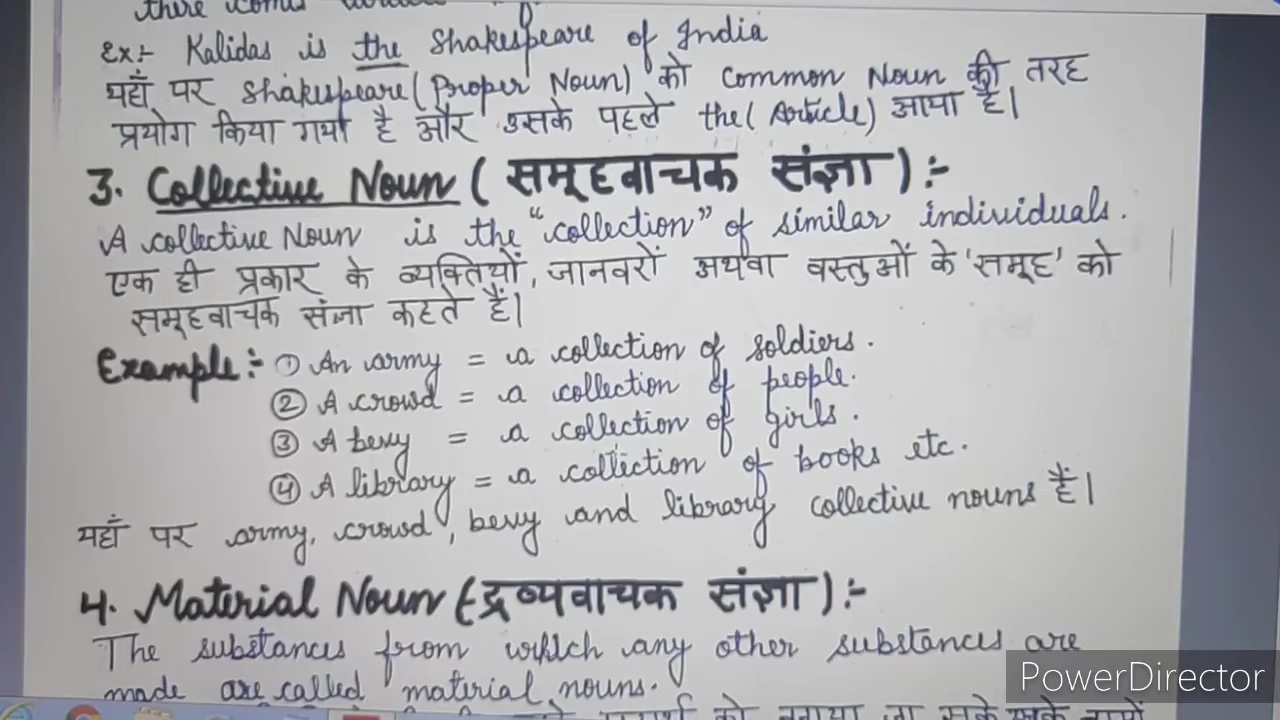 there comes
Ex:- Kalidas is the Shakespeare of India
यहाँ पर Shakespeare (Proper Noun) को Common Noun की तरह
प्रयोग किया गया है और उसके पहले the (Article) आया है।
3. Collective Noun (समूहवाचक संज्ञा):-
A collective Noun is the "collection" of similar individuals.
एक ही प्रकार के व्यक्तियों, जानवरों अथवा वस्तुओं के 'समूह' को
समूहवाचक संज्ञा कहते हैं।
Example:- ① An army = a collection of soldiers.
② A crowd = a collection of people.
③ A bevy = a collection of girls.
④ A library = a collection of books etc.
यहाँ पर army, crowd, bevy and library collective nouns हैं।
4. Material Noun (द्रव्यवाचक संज्ञा):-
The substances from which any other substances are
made are called material nouns.
PowerDirector